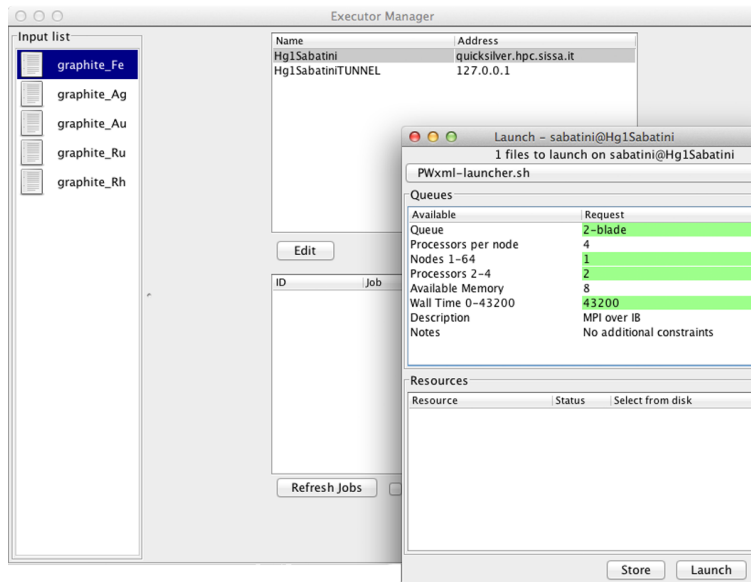 Executor Manager
Input list
graphite_Fe
graphite_Ag
graphite_Au
graphite_Ru
graphite_Rh
Name Address
Hg1Sabatini quicksilver.hpc.sissa.it
Hg1SabatiniTUNNEL 127.0.0.1
Edit
ID Job
Refresh Jobs
Launch - sabatini@Hg1Sabatini
1 files to launch on sabatini@Hg1Sabatini
PWxml-launcher.sh
Queues
Available Request
Queue 2-blade
Processors per node 4
Nodes 1-64 1
Processors 2-4 2
Available Memory 8
Wall Time 0-43200 43200
Description MPI over IB
Notes No additional constraints
Resources
Resource Status Select from disk
Store Launch